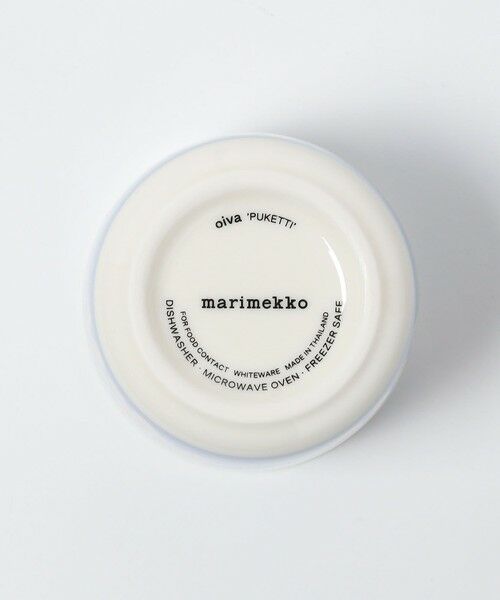 oiva 'PUKETTI'
marimekko
FOR FOOD CONTACT WHITEWARE MADE IN THAILAND
DISHWASHER · MICROWAVE OVEN · FREEZER SAFE